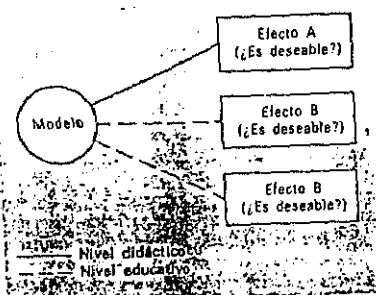 Efecto A
(¿Es deseable?)
Modelo
Efecto B
(¿Es deseable?)
,
Efecto B
(¿Es deseable?)
Nivel didáctico
Nivel educativo